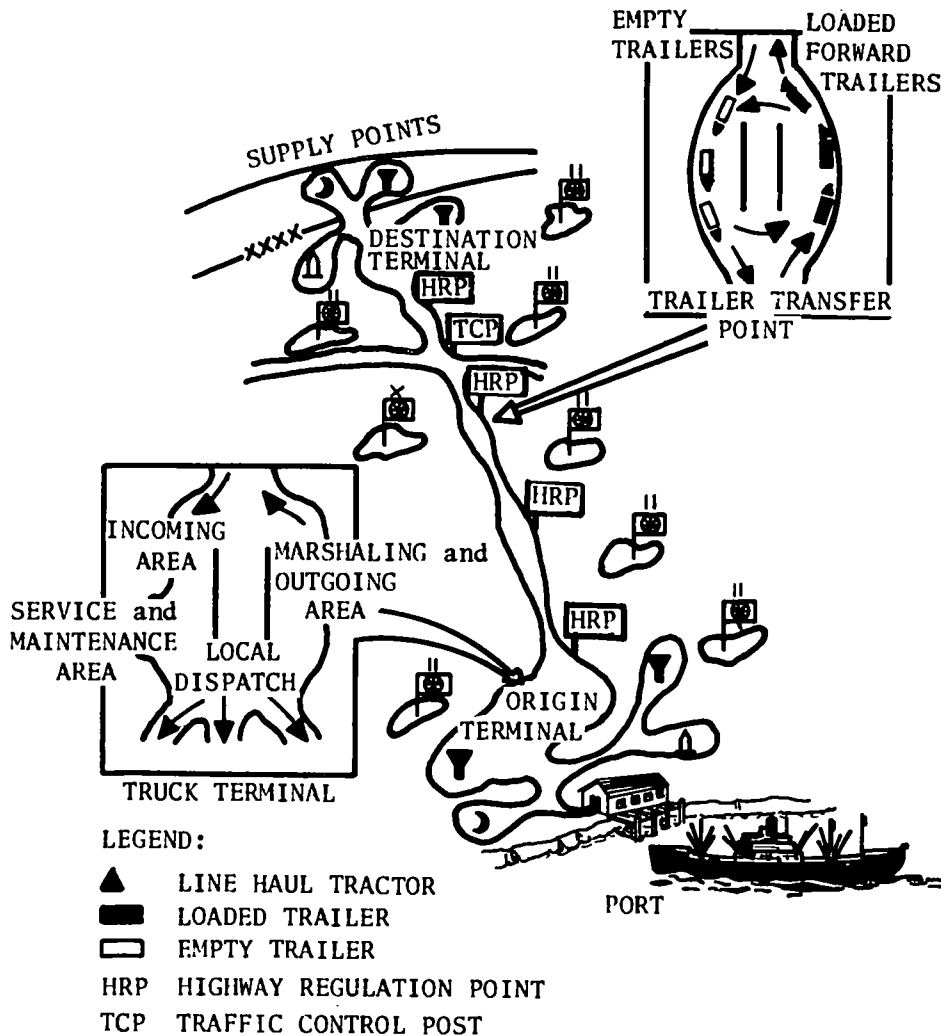 EMPTY
TRAILERS
LOADED
FORWARD
TRAILERS
SUPPLY POINTS
XXXX
DESTINATION
TERMINAL
HRP
TRAILER TRANSFER
POINT
TCP
HRP
HRP
INCOMING
AREA
MARSHALING and
OUTGOING
AREA
SERVICE and
MAINTENANCE
AREA
LOCAL
DISPATCH
HRP
ORIGIN
TERMINAL
TRUCK TERMINAL
PORT
LEGEND:
LINE HAUL TRACTOR
LOADED TRAILER
EMPTY TRAILER
HRP HIGHWAY REGULATION POINT
TCP TRAFFIC CONTROL POST